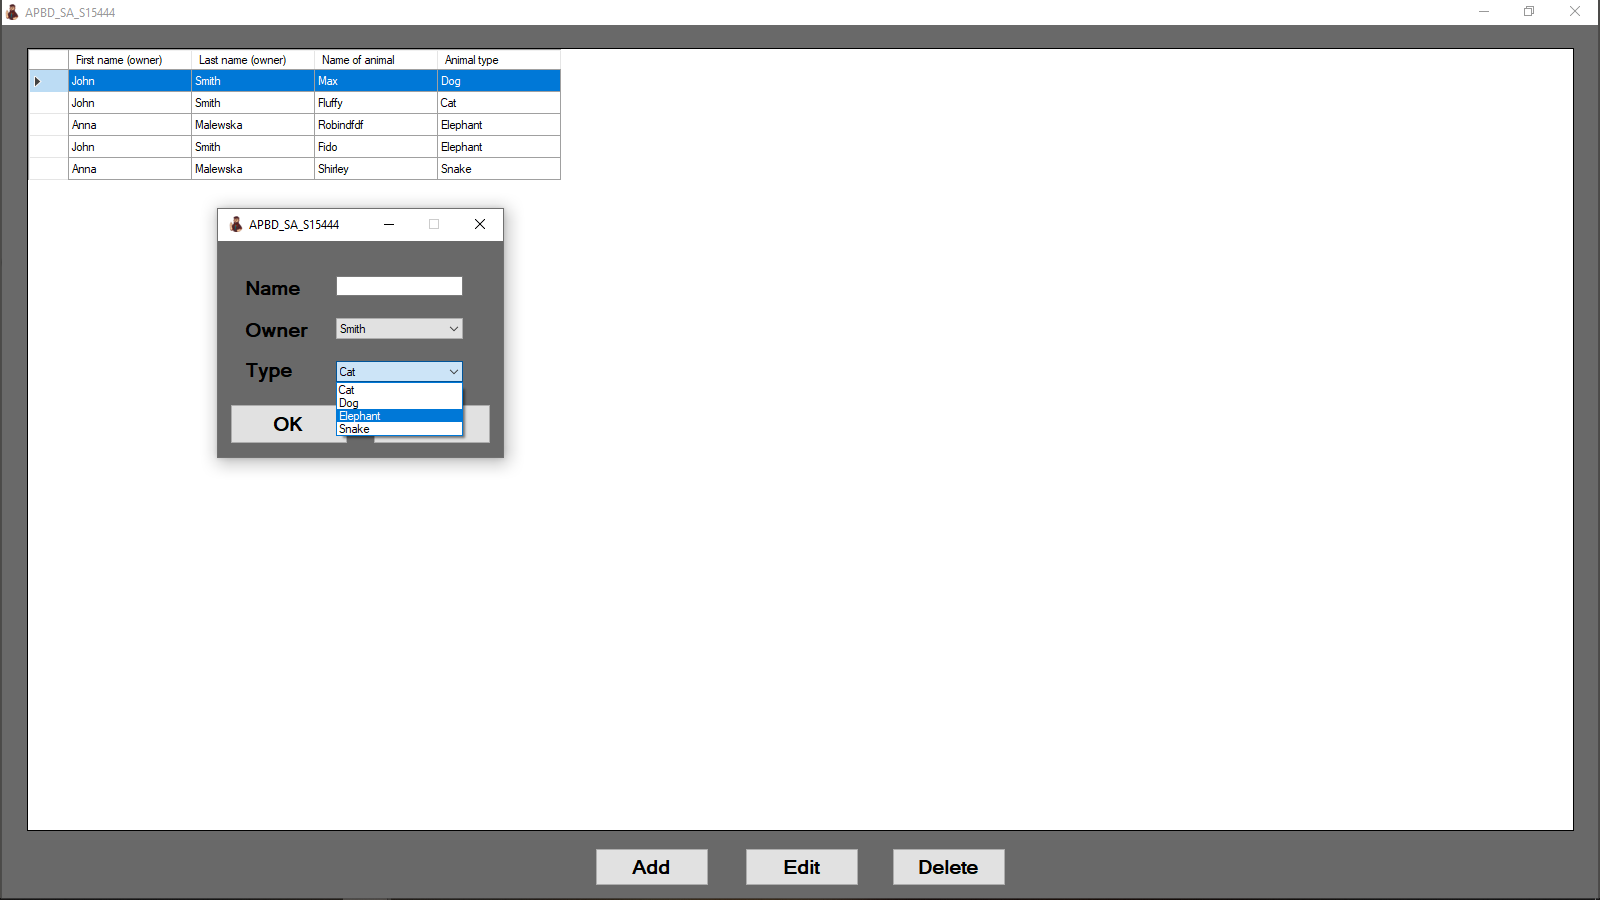 APBD_SA_S15444
First name (owner) Last name (owner) Name of animal Animal type
John Smith Max Dog
John Smith Fluffy Cat
Anna Malewska Robindfdf Elephant
John Smith Fido Elephant
Anna Malewska Shirley Snake
APBD_SA_S15444
Name
Owner Smith
Type Cat
Cat
Dog
Elephant
Snake
OK
Add Edit Delete